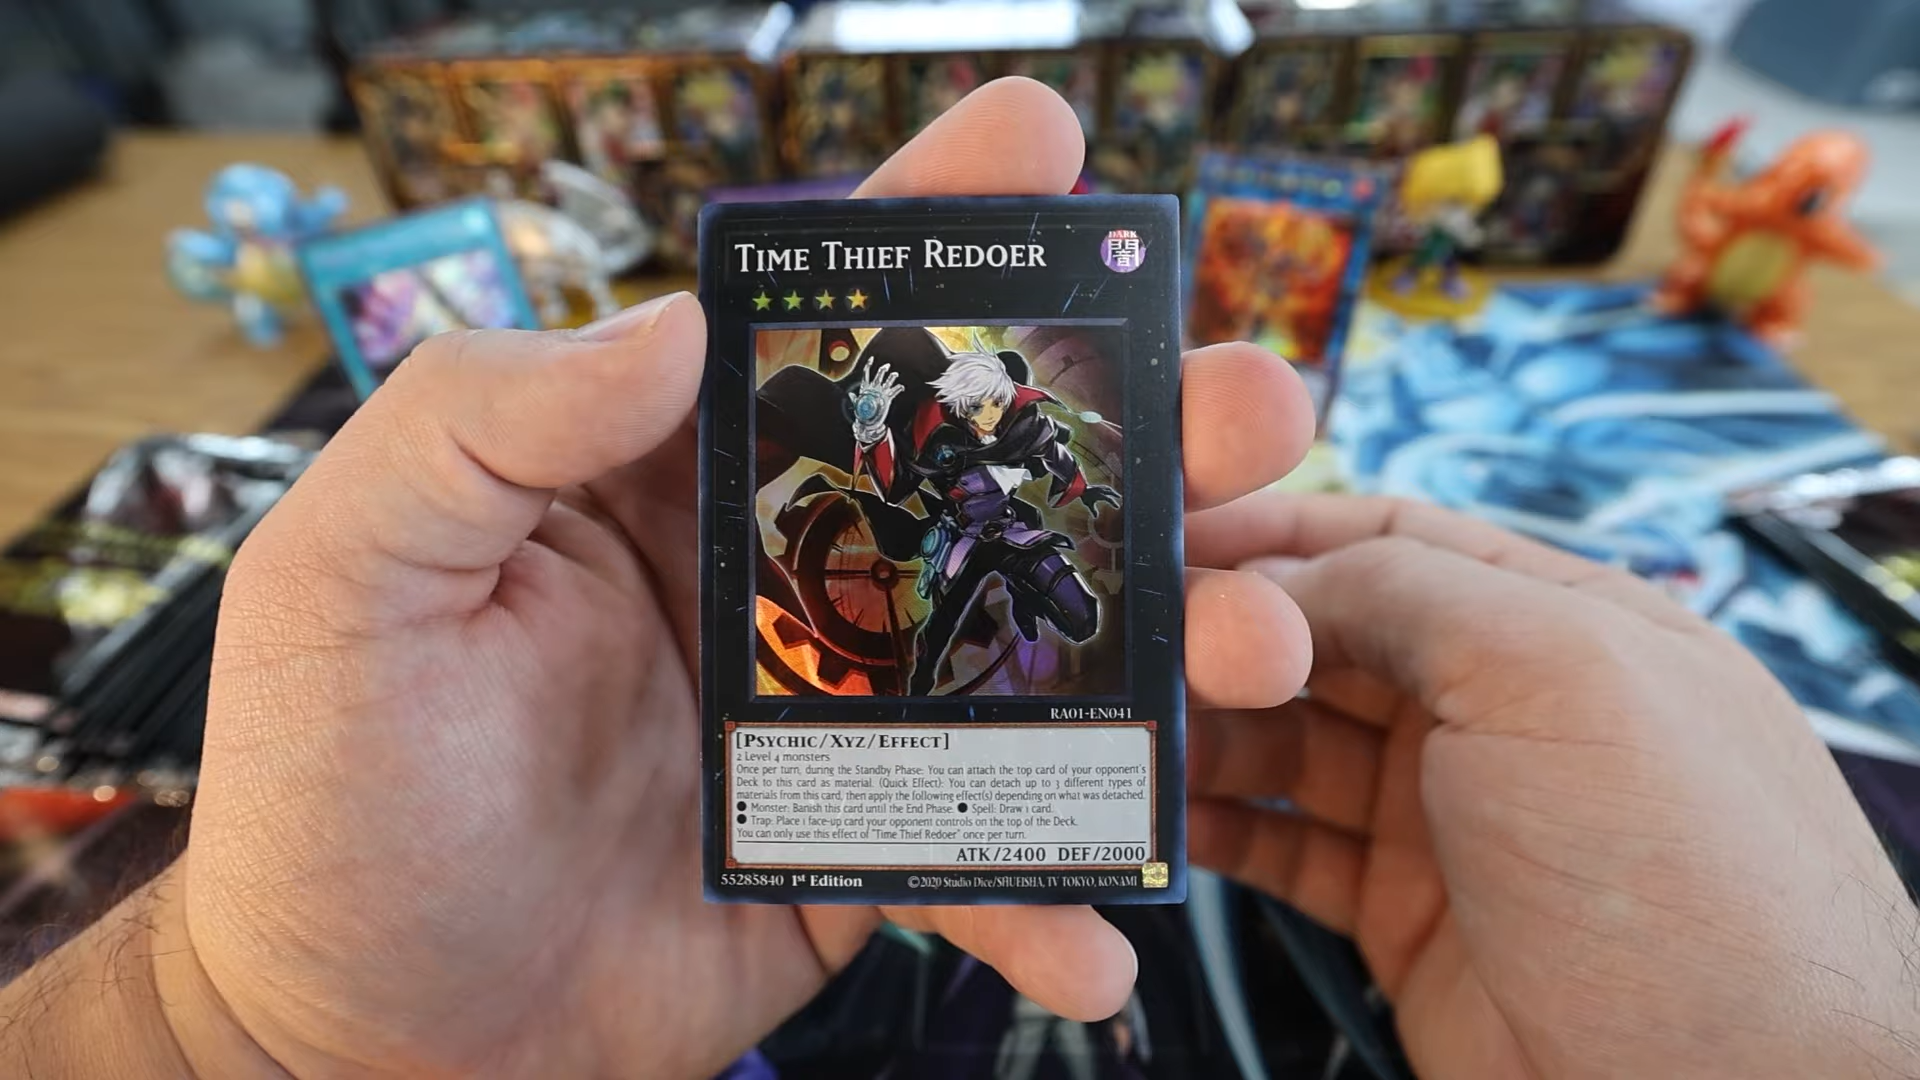 TIME THIEF REDOER
DARK
闇
RA01-EN041
[PSYCHIC/XYZ/EFFECT]
2 Level 4 monsters
Once per turn, during the Standby Phase: You can attach the top card of your opponent's
Deck to this card as material. (Quick Effect): You can detach up to 3 different types of
materials from this card, then apply the following effect(s) depending on what was detached.
● Monster: Banish this card until the End Phase. ● Spell: Draw 1 card.
● Trap: Place 1 face-up card your opponent controls on the top of the Deck.
You can only use this effect of "Time Thief Redoer" once per turn.
ATK/2400 DEF/2000
55285840 1st Edition ©2020 Studio Dice/SHUEISHA, TV TOKYO, KONAMI